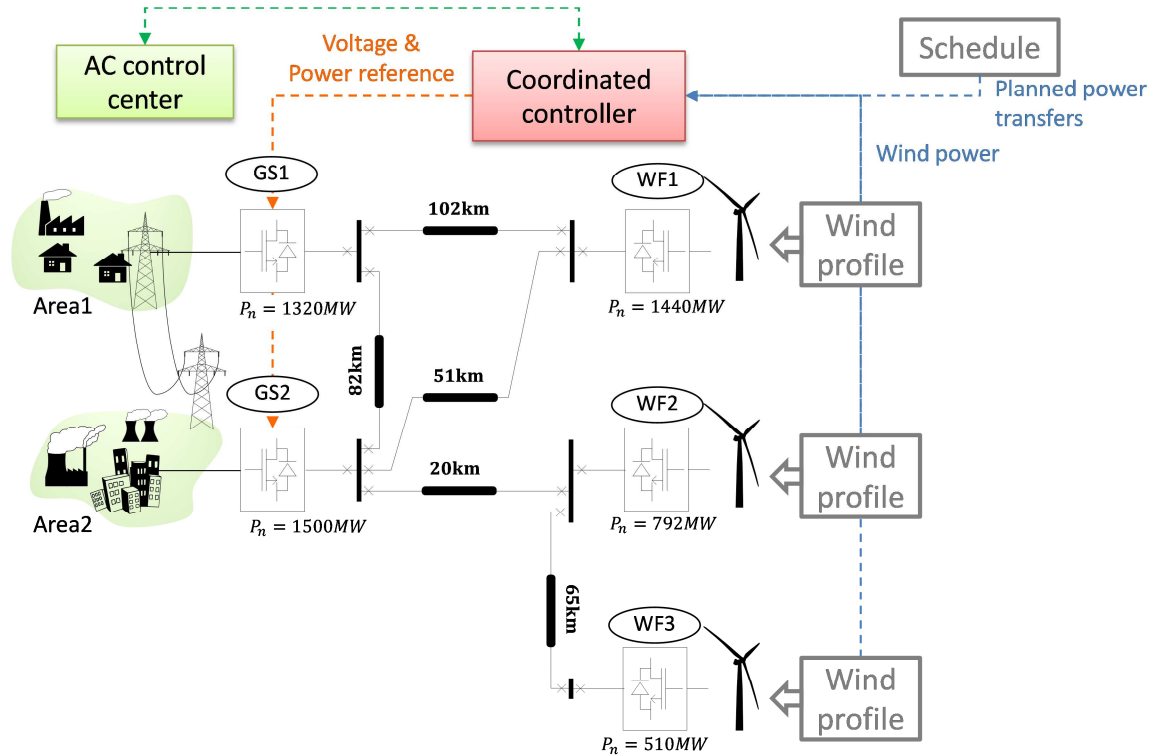 AC control
center
Voltage &
Power reference
Coordinated
controller
Schedule
Planned power
transfers
Wind power
GS1
WF1
102km
Wind
profile
Area1
P_n = 1320MW
P_n = 1440MW
82km
51km
GS2
WF2
20km
Wind
profile
Area2
P_n = 1500MW
P_n = 792MW
65km
WF3
Wind
profile
P_n = 510MW